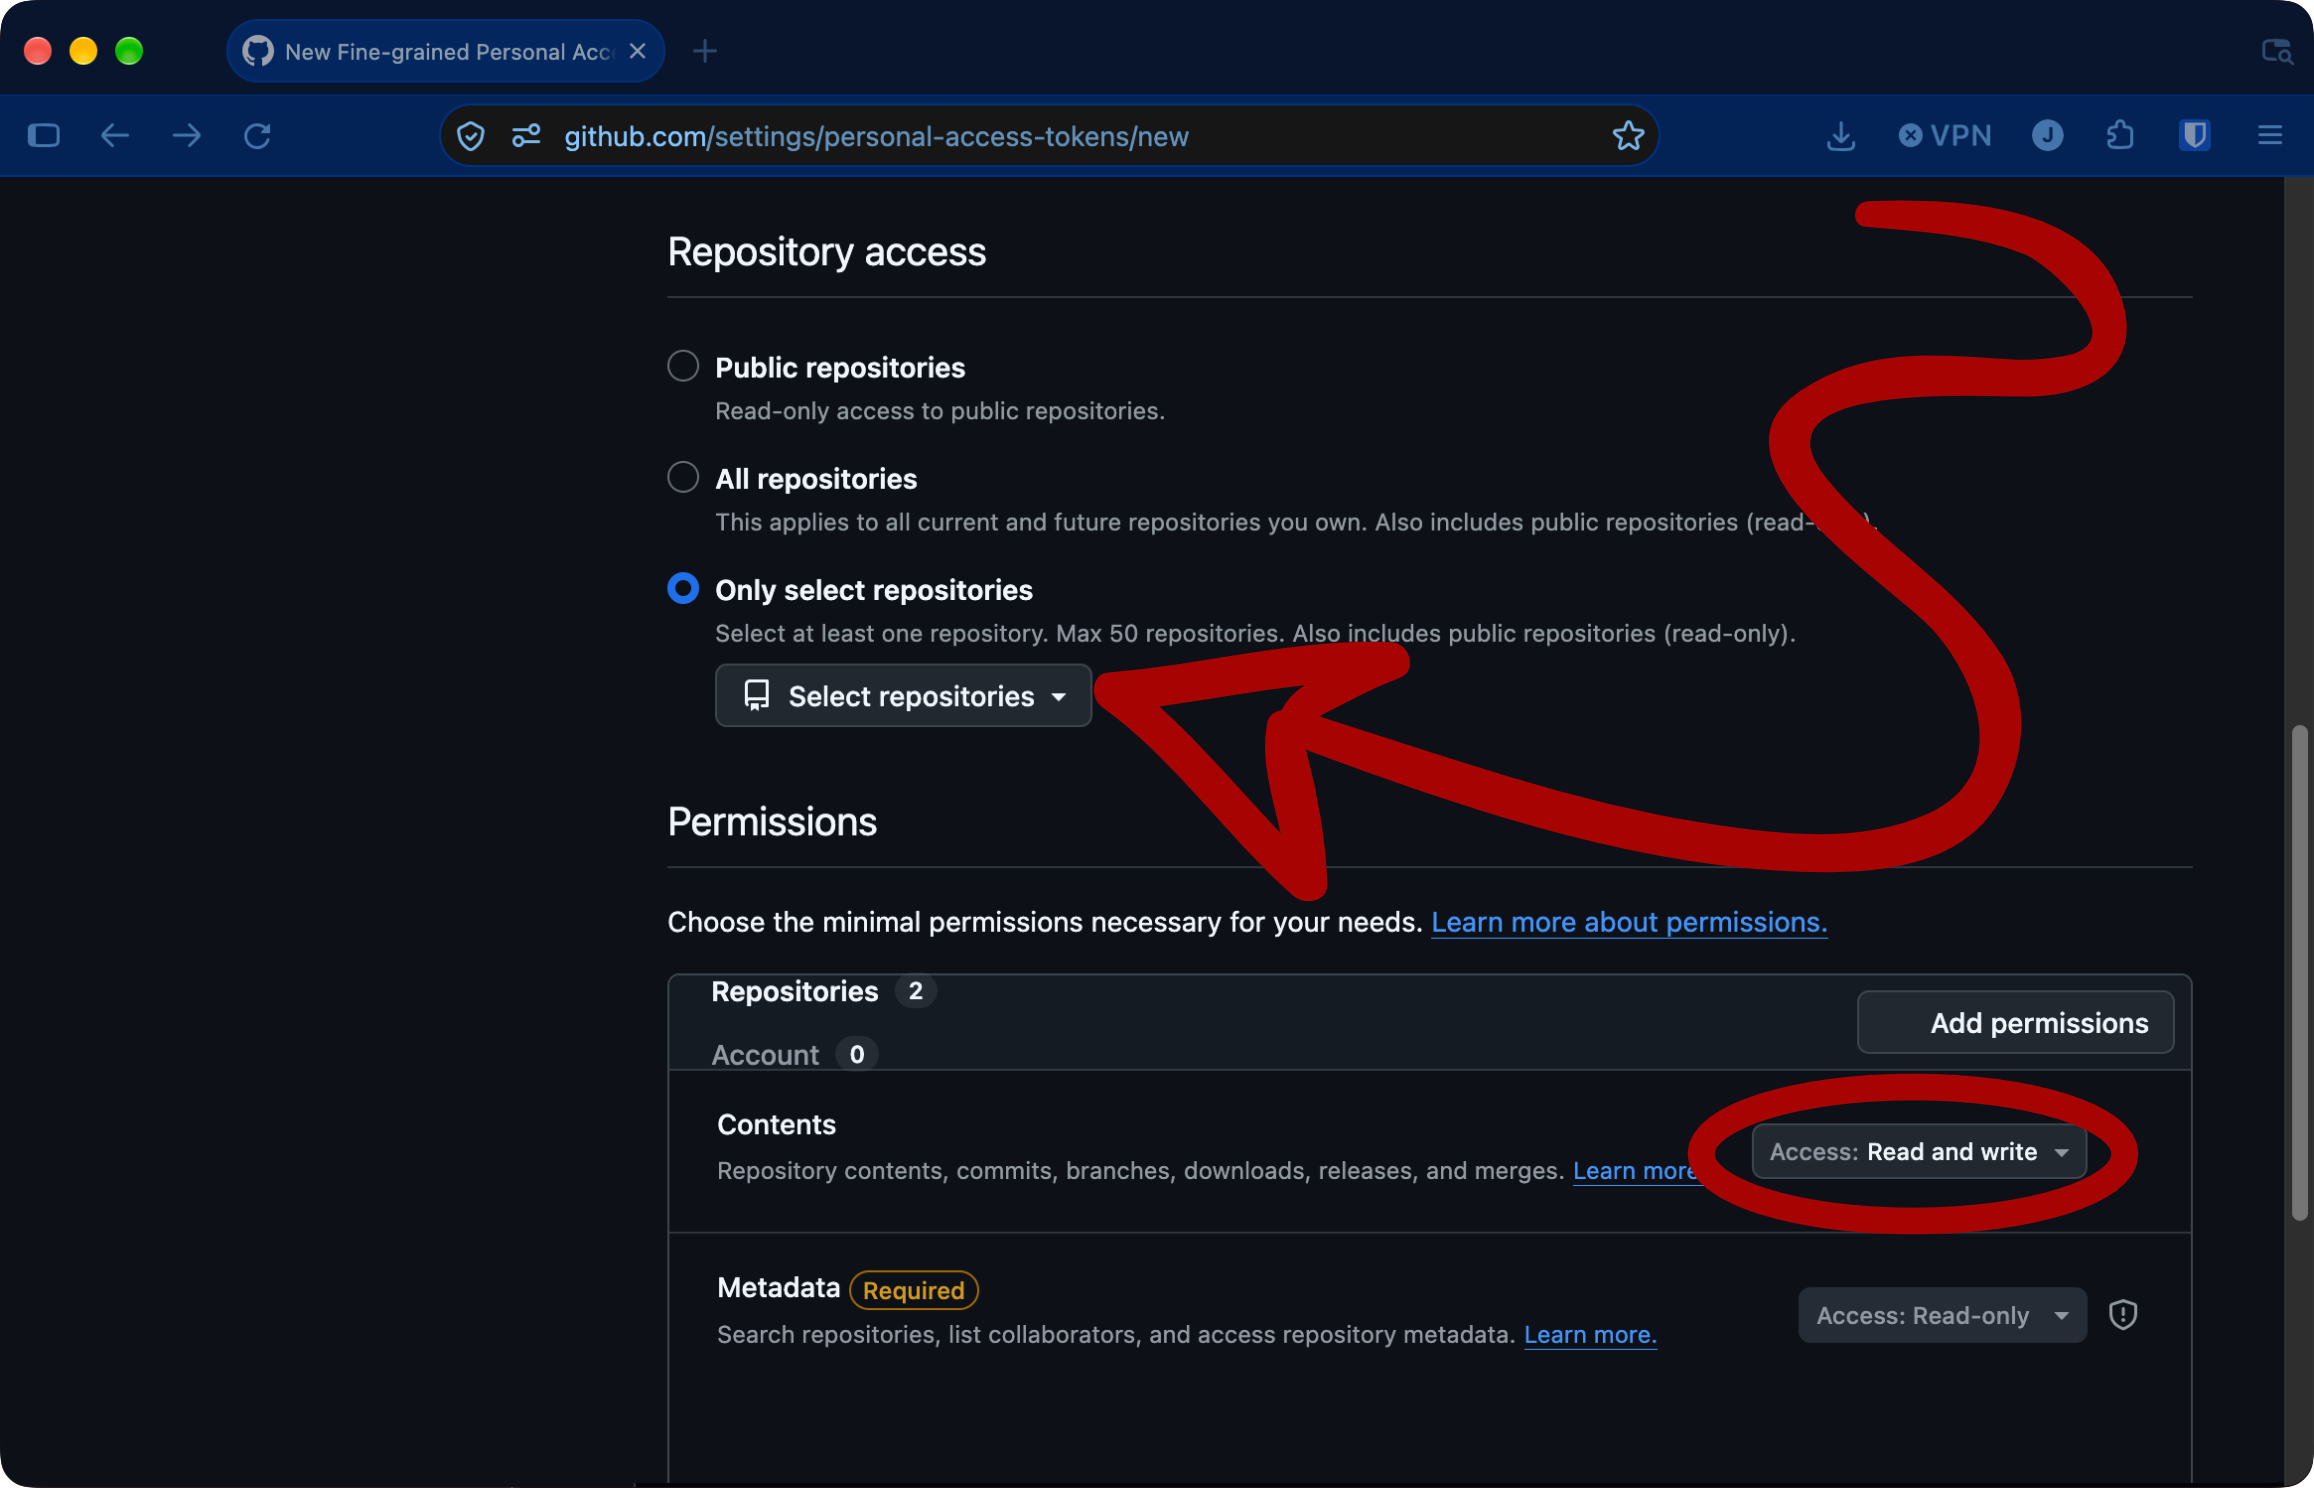 New Fine-grained Personal Acc
github.com/settings/personal-access-tokens/new
VPN
J
Repository access
Public repositories
Read-only access to public repositories.
All repositories
This applies to all current and future repositories you own. Also includes public repositories (read-
Only select repositories
Select at least one repository. Max 50 repositories. Also includes public repositories (read-only).
Select repositories
Permissions
Choose the minimal permissions necessary for your needs. Learn more about permissions.
Repositories 2
Add permissions
Account 0
Contents
Repository contents, commits, branches, downloads, releases, and merges. Learn more
Access: Read and write
Metadata Required
Search repositories, list collaborators, and access repository metadata. Learn more.
Access: Read-only